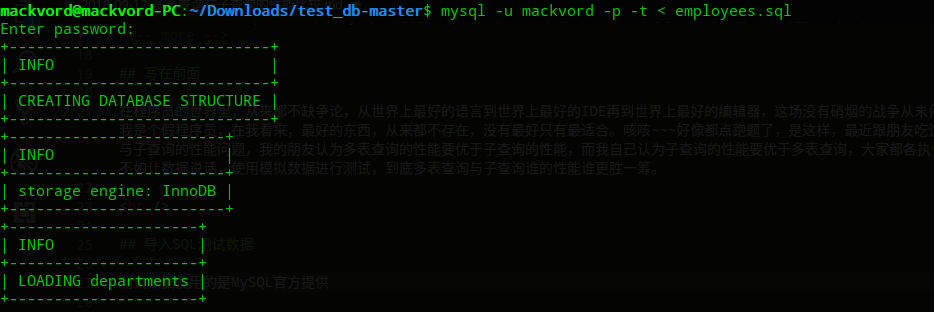 mackvord@mackvord-PC:~/Downloads/test_db-master$ mysql -u mackvord -p -t < employees.sql
Enter password:
+-----------------------------+
| INFO                        |
+-----------------------------+
| CREATING DATABASE STRUCTURE |
+-----------------------------+
+------------------------+
| INFO                   |
+------------------------+
| storage engine: InnoDB |
+------------------------+
+---------------------+
| INFO                |
+---------------------+
| LOADING departments |
+---------------------+
## 写在前面
都不缺争论，从世界上最好的语言到世界上最好的IDE再到世界上最好的编辑器，这场没有硝烟的战争从未
在我看来，最好的东西，从来都不存在，没有最好只有最适合。咳咳~~~好像都点跑题了，是这样，最近跟朋友吃
与子查询的性能问题，我的朋友认为多表查询的性能要优于子查询的性能，而我自己认为子查询的性能要优于多表查询，大家都各执
不如让数据说话，使用模拟数据进行测试，到底多表查询与子查询谁的性能谁更胜一筹。
25 ## 导入SQL测试数据
用的是MySQL官方提供